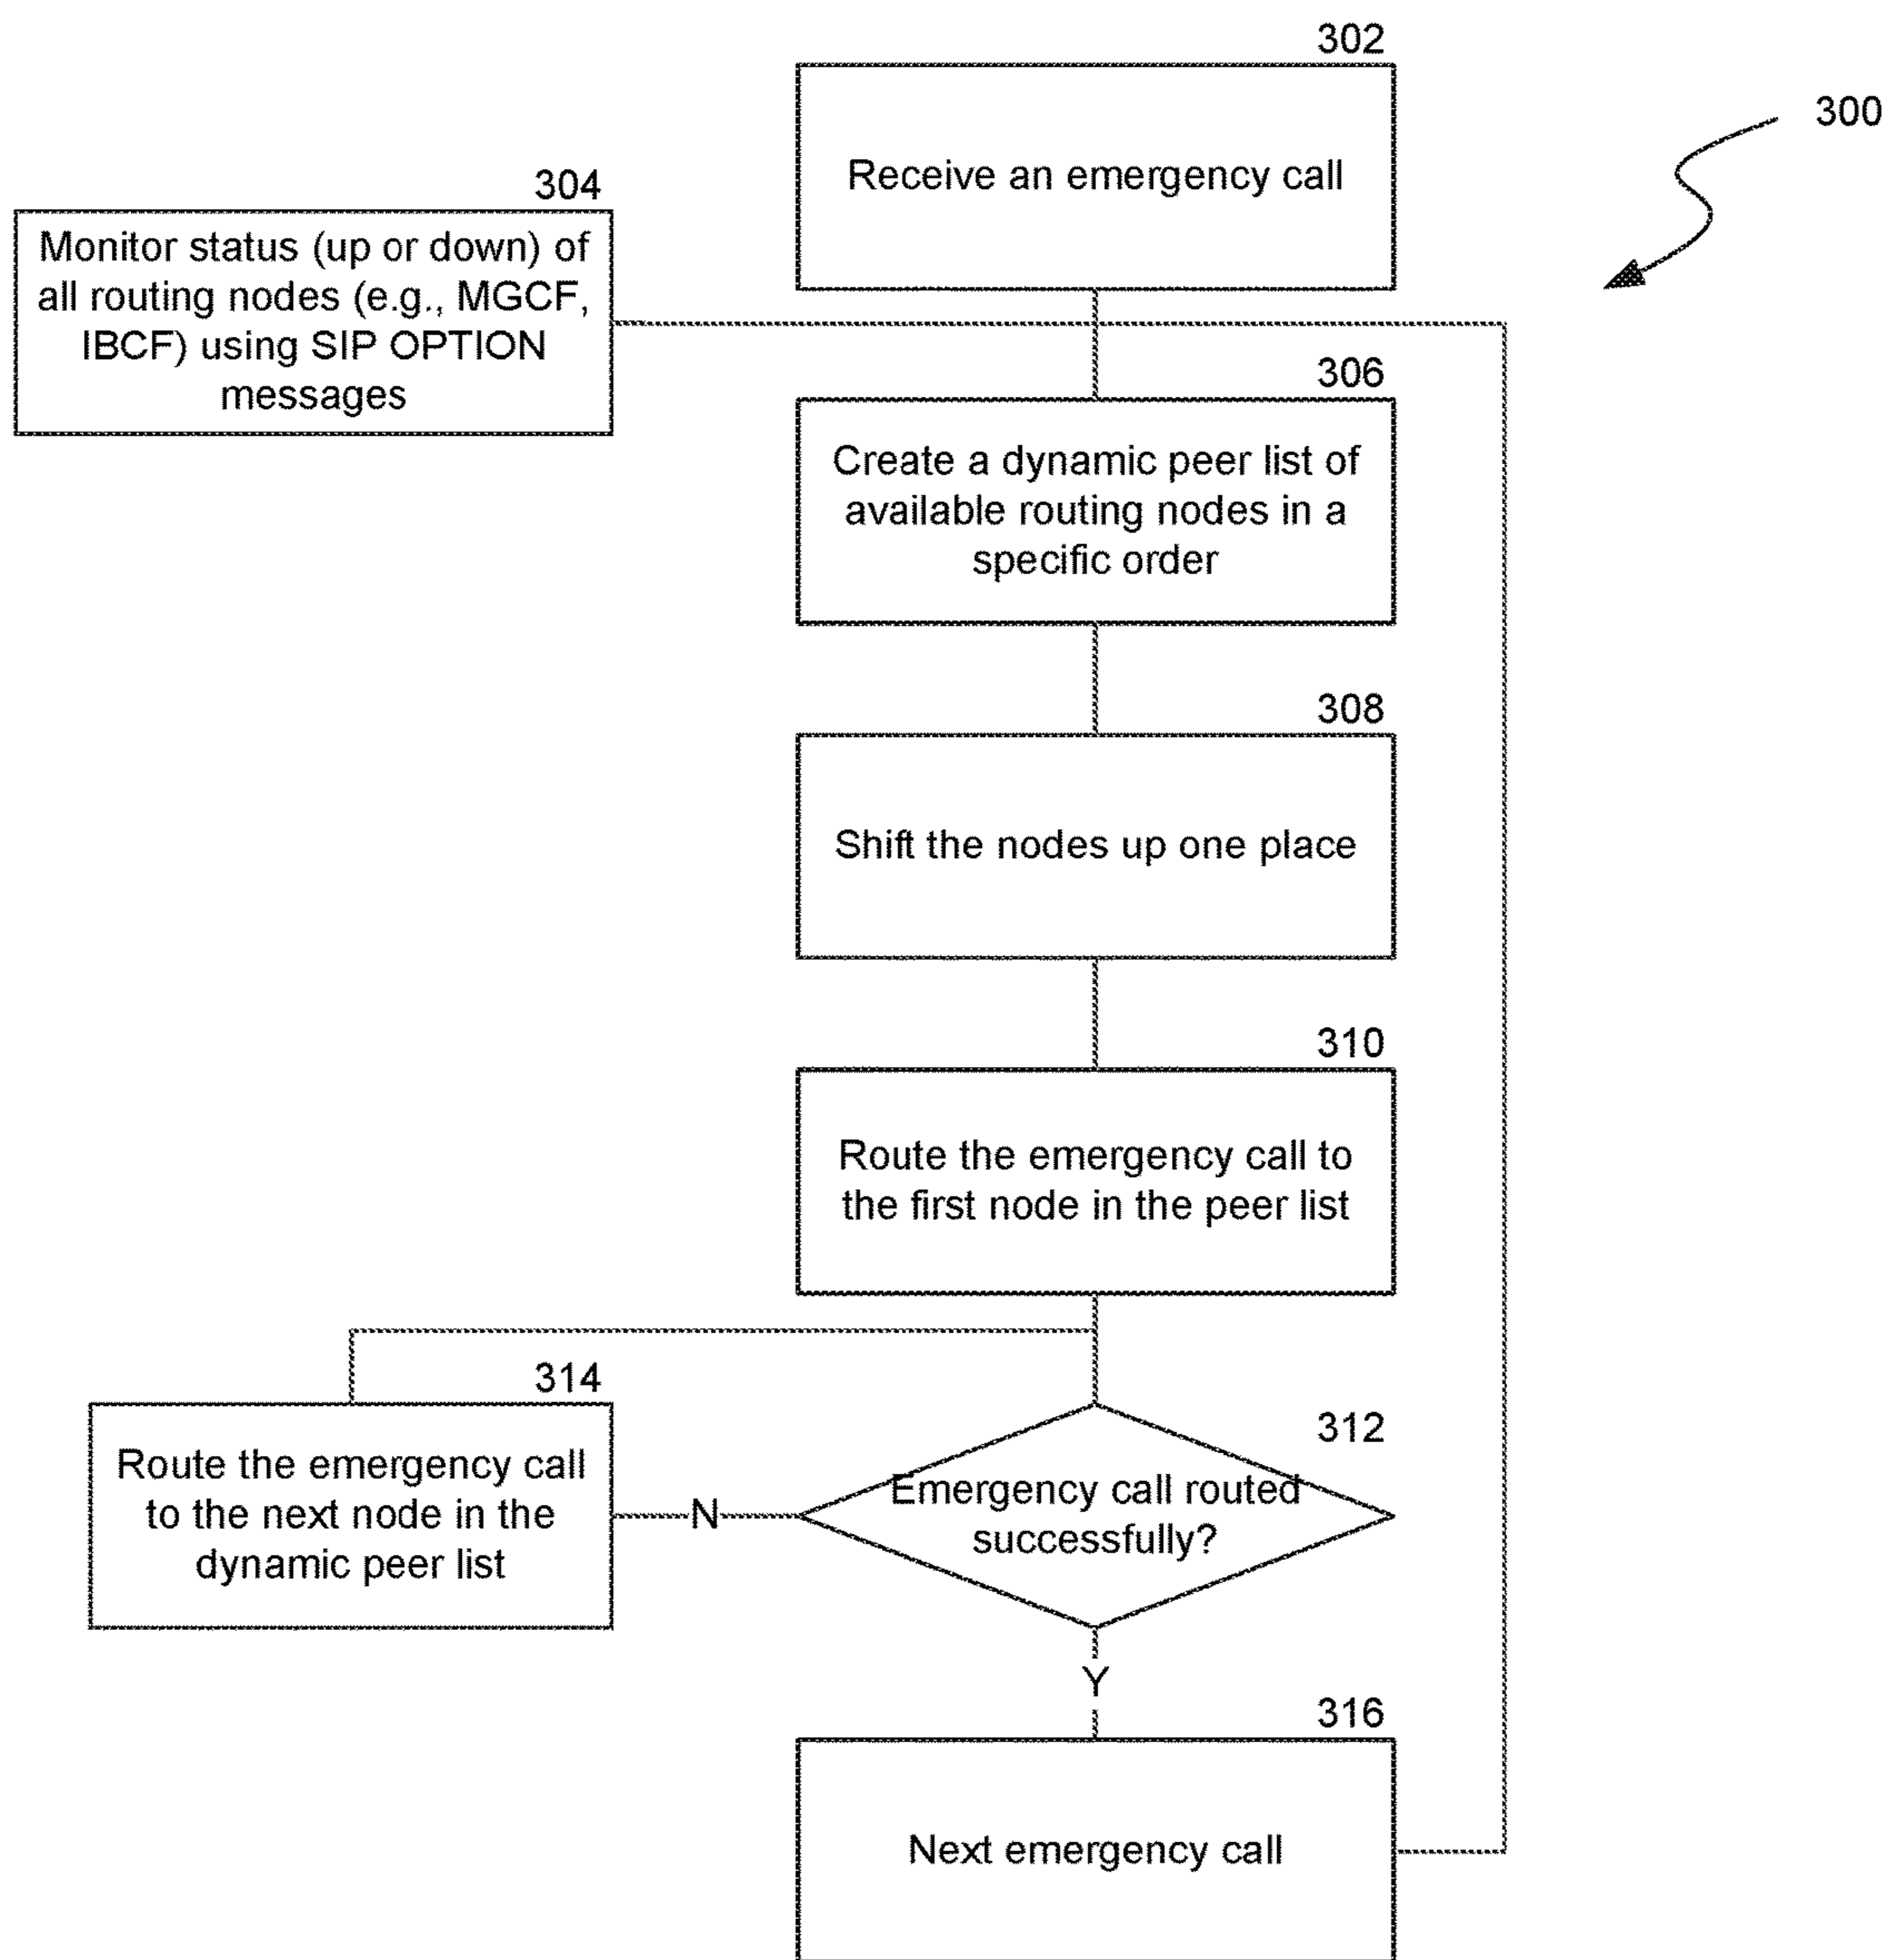 302
Receive an emergency call
300
304
Monitor status (up or down) of
all routing nodes (e.g., MGCF,
IBCF) using SIP OPTION
messages
306
Create a dynamic peer list of
available routing nodes in a
specific order
308
Shift the nodes up one place
310
Route the emergency call to
the first node in the peer list
312
Emergency call routed
successfully?
N
314
Route the emergency call
to the next node in the
dynamic peer list
Y
316
Next emergency call